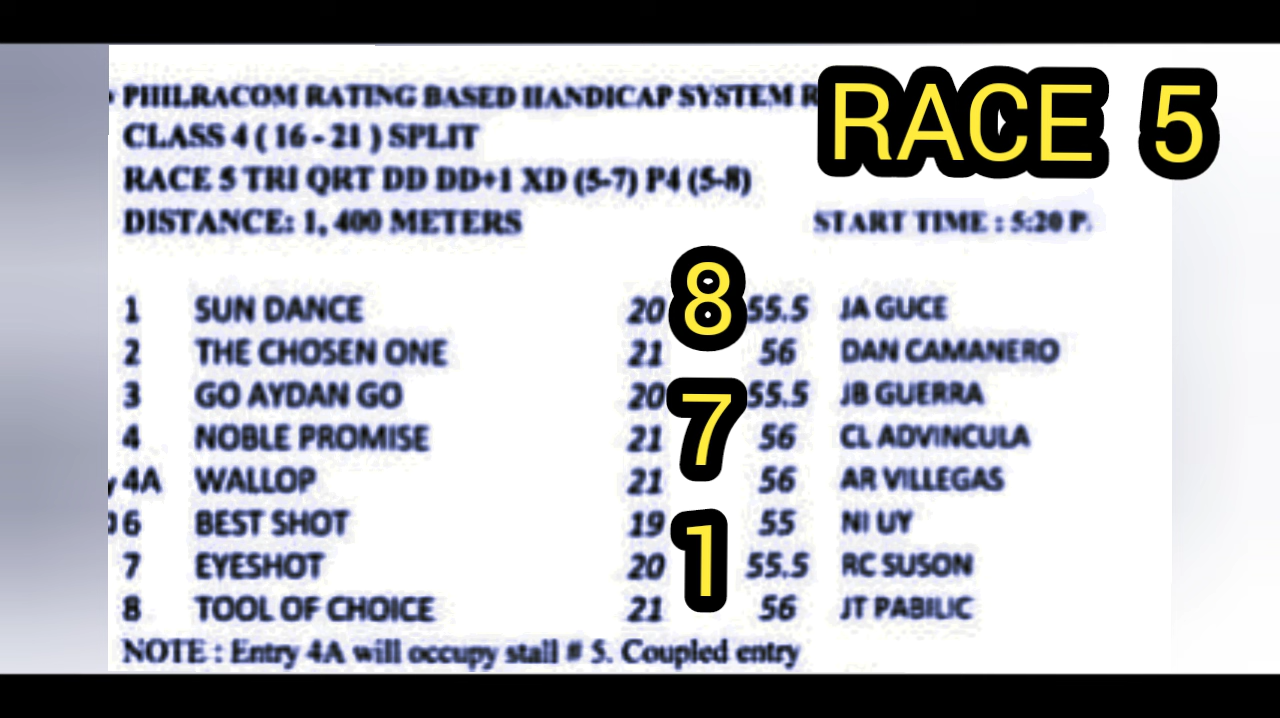 PHILRACOM RATING BASED HANDICAP SYSTEM R
RACE 5
CLASS 4 ( 16 - 21 ) SPLIT
RACE 5 TRI QRT DD DD+1 XD (5-7) P4 (5-8)
DISTANCE: 1, 400 METERS START TIME : 5:20 P.
8
1 SUN DANCE 20 55.5 JA GUCE
2 THE CHOSEN ONE 21 56 DAN CAMANERO
3 GO AYDAN GO 20 55.5 JB GUERRA
7
4 NOBLE PROMISE 21 56 CL ADVINCULA
4A WALLOP 21 56 AR VILLEGAS
6 BEST SHOT 19 55 NI UY
1
7 EYESHOT 20 55.5 RC SUSON
8 TOOL OF CHOICE 21 56 JT PABILIC
NOTE : Entry 4A will occupy stall # 5. Coupled entry